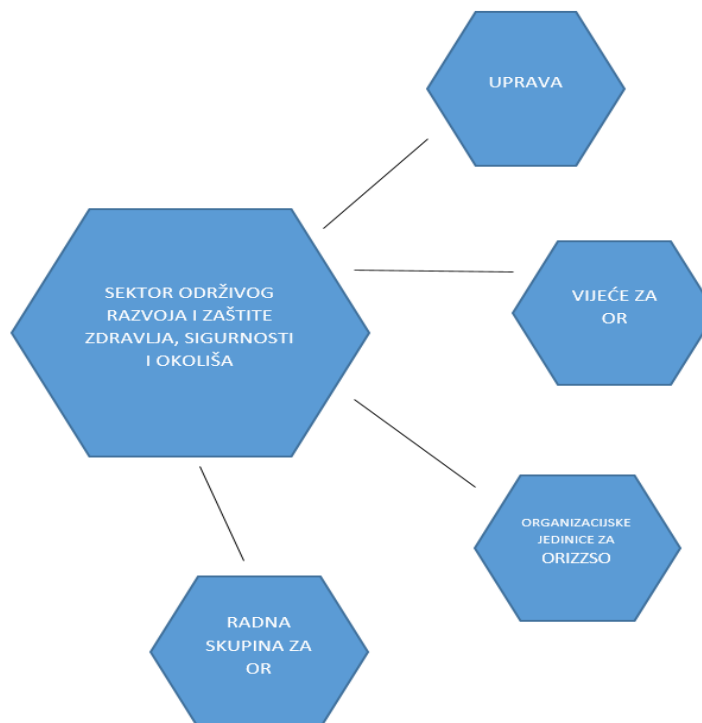 UPRAVA
SEKTOR ODRŽIVOG
RAZVOJA I ZAŠTITE
ZDRAVLJA, SIGURNOSTI
I OKOLIŠA
VIJEĆE ZA
OR
ORGANIZACIJSKE
JEDINICE ZA
ORIZZSO
RADNA
SKUPINA ZA
OR